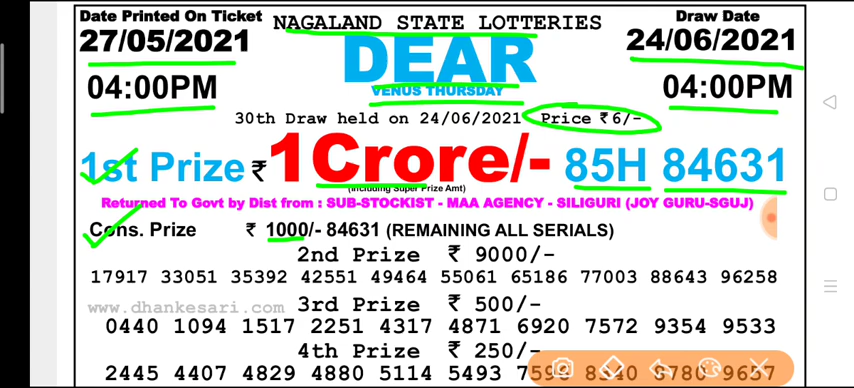 Date Printed On Ticket
27/05/2021
04:00PM
NAGALAND STATE LOTTERIES
DEAR
VENUS THURSDAY
Draw Date
24/06/2021
04:00PM
30th Draw held on 24/06/2021 Price ₹ 6/-
1st Prize ₹ 1Crore/- 85H 84631
(Including Super Prize Amt)
Returned To Govt by Dist from : SUB-STOCKIST - MAA AGENCY - SILIGURI (JOY GURU-SGUJ)
Cons. Prize ₹ 1000/- 84631 (REMAINING ALL SERIALS)
2nd Prize ₹ 9000/-
17917 33051 35392 42551 49464 55061 65186 77003 88643 96258
www.dhankesari.com
3rd Prize ₹ 500/-
0440 1094 1517 2251 4317 4871 6920 7572 9354 9533
4th Prize ₹ 250/-
2445 4407 4829 4880 5114 5493 9657